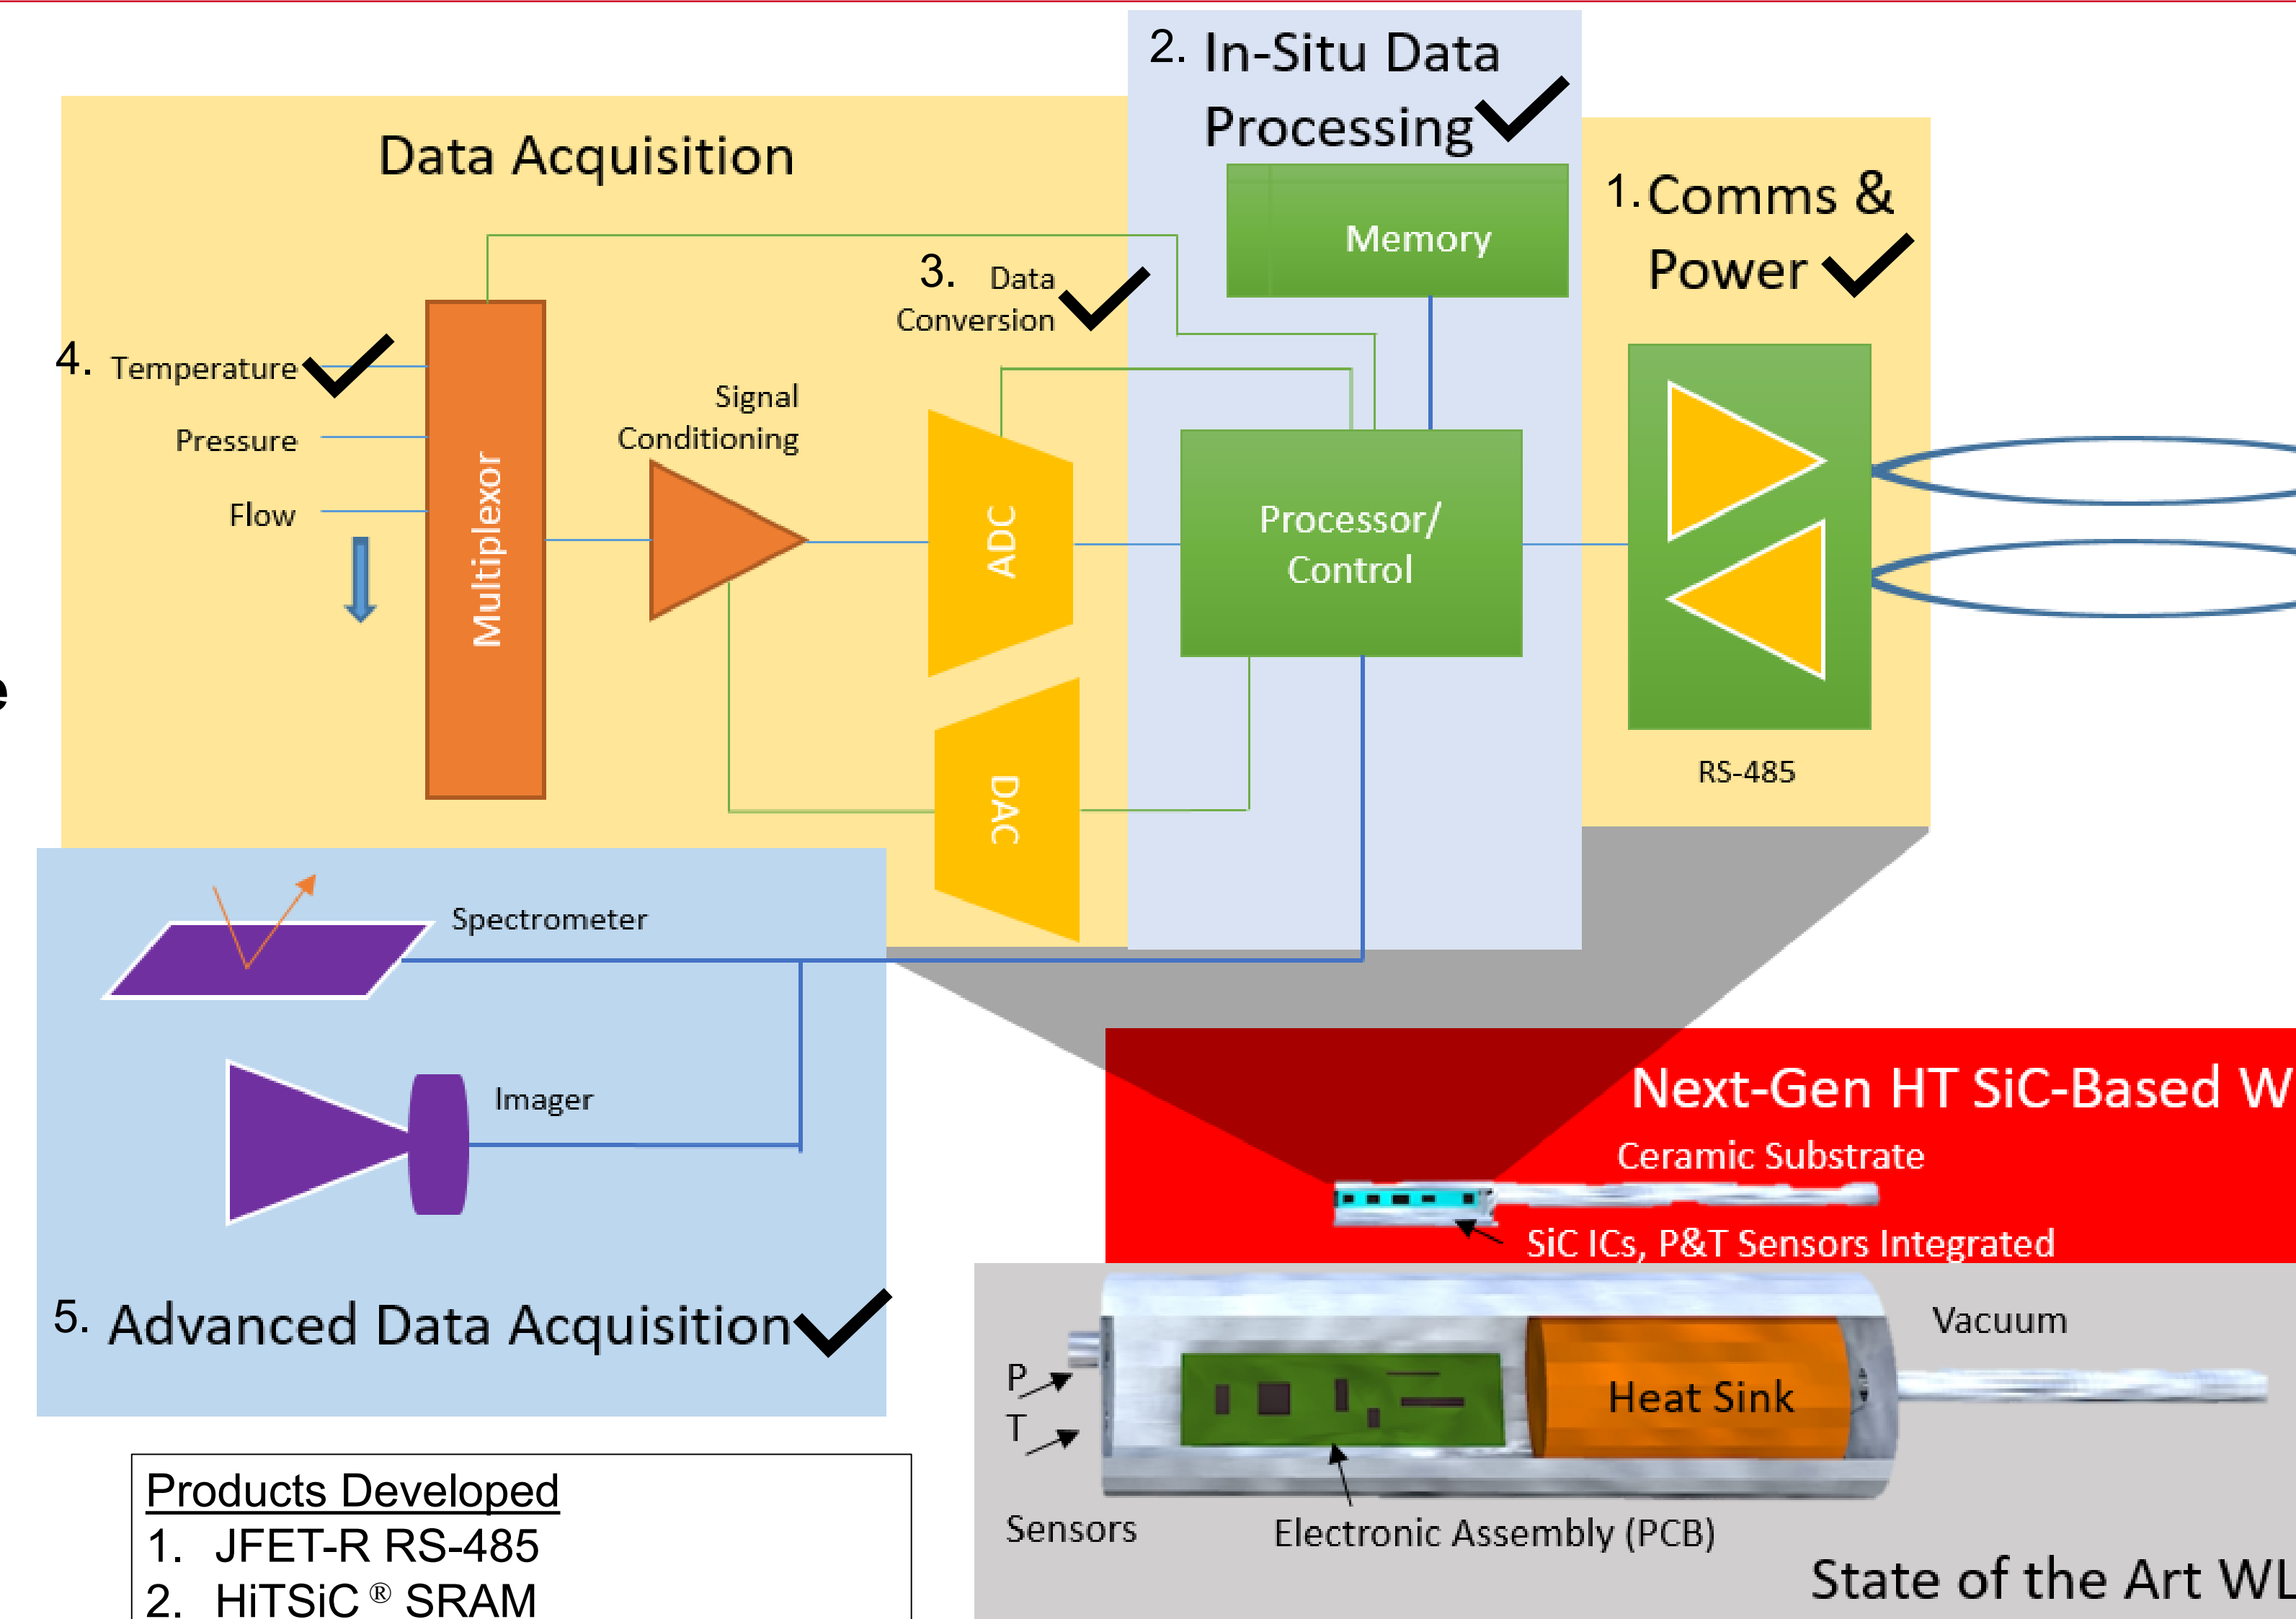 2. In-Situ Data
Processing
Data Acquisition
1. Comms &
Power
Memory
3. Data
Conversion
4. Temperature
Pressure
Flow
Multiplexor
Signal
Conditioning
ADC
DAC
Processor/
Control
RS-485
e
Spectrometer
Imager
5. Advanced Data Acquisition
Next-Gen HT SiC-Based W
Ceramic Substrate
SiC ICs, P&T Sensors Integrated
Vacuum
P
T
Heat Sink
Sensors
Electronic Assembly (PCB)
State of the Art WL
Products Developed
1. JFET-R RS-485
2. HiTSiC ® SRAM